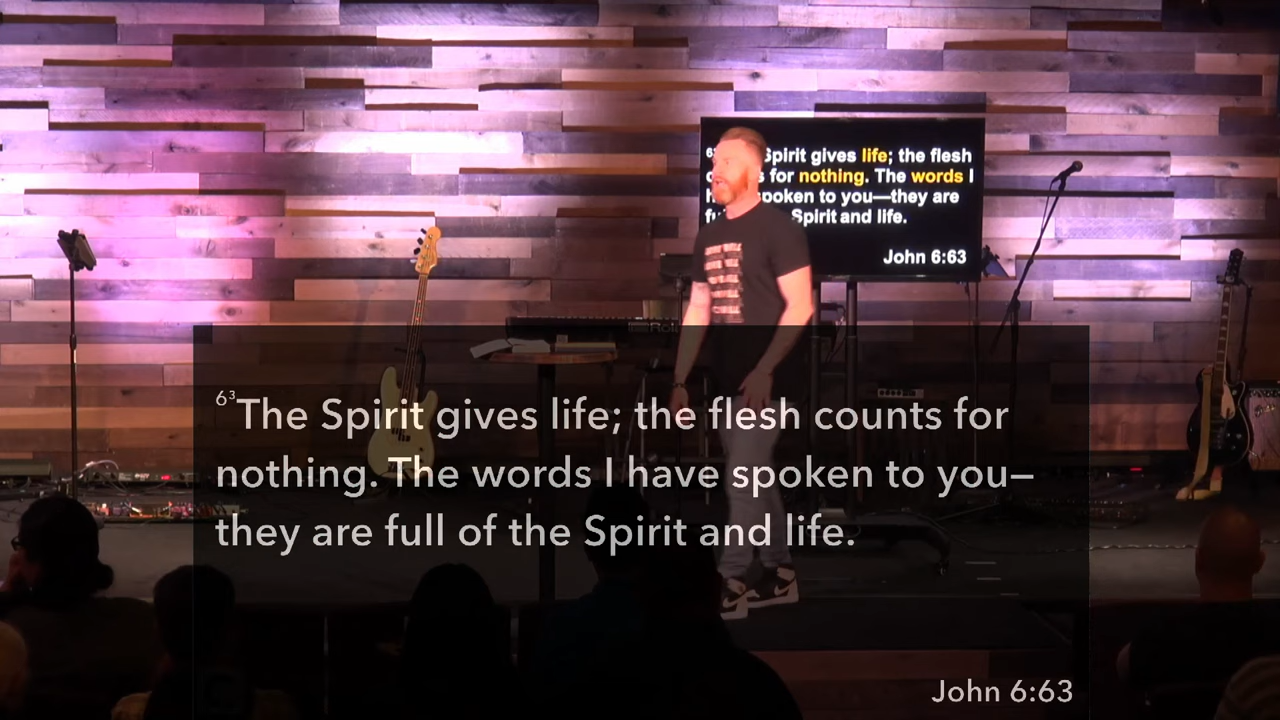 Spirit gives life; the flesh
for nothing. The words I
spoken to you—they are
Spirit and life.
John 6:63
63The Spirit gives life; the flesh counts for
nothing. The words I have spoken to you—
they are full of the Spirit and life.
John 6:63